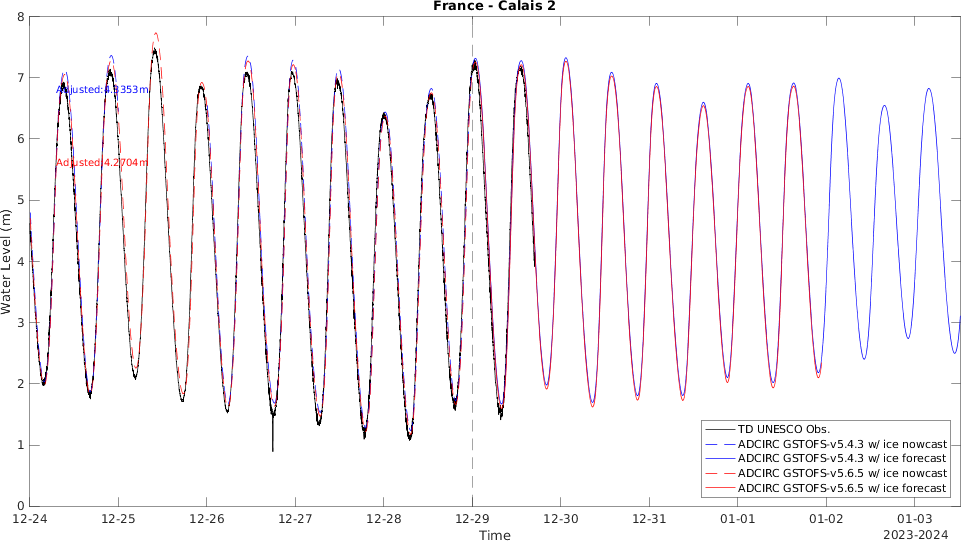 France - Calais 2
8
7
6
5
4
3
2
1
0
Water Level (m)
Adjusted:4.3353m
Adjusted:4.2704m
TD UNESCO Obs.
ADCIRC GSTOFS-v5.4.3 w/ ice nowcast
ADCIRC GSTOFS-v5.4.3 w/ ice forecast
ADCIRC GSTOFS-v5.6.5 w/ ice nowcast
ADCIRC GSTOFS-v5.6.5 w/ ice forecast
12-24 12-25 12-26 12-27 12-28 12-29 12-30 12-31 01-01 01-02 01-03
Time
2023-2024